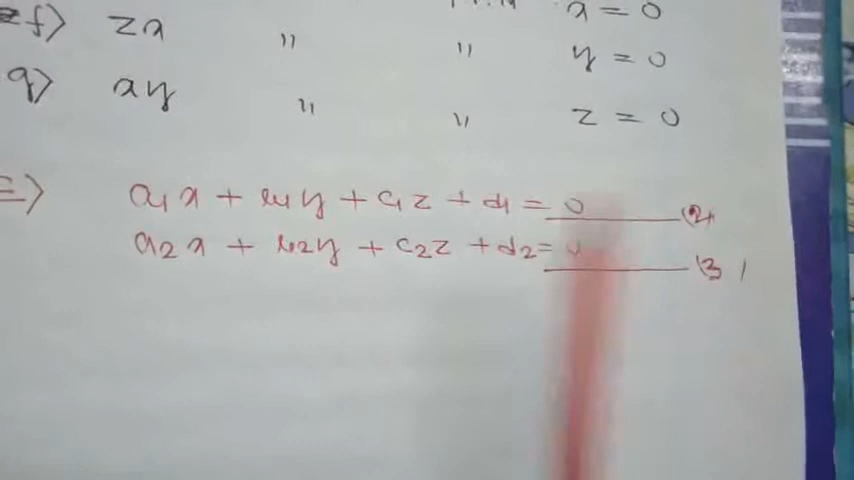 x = 0
f) zx " " y = 0
g) xy " " z = 0
a₁x + b₁y + c₁z + d₁ = 0 (2)
a₂x + b₂y + c₂z + d₂ = 0 (3)